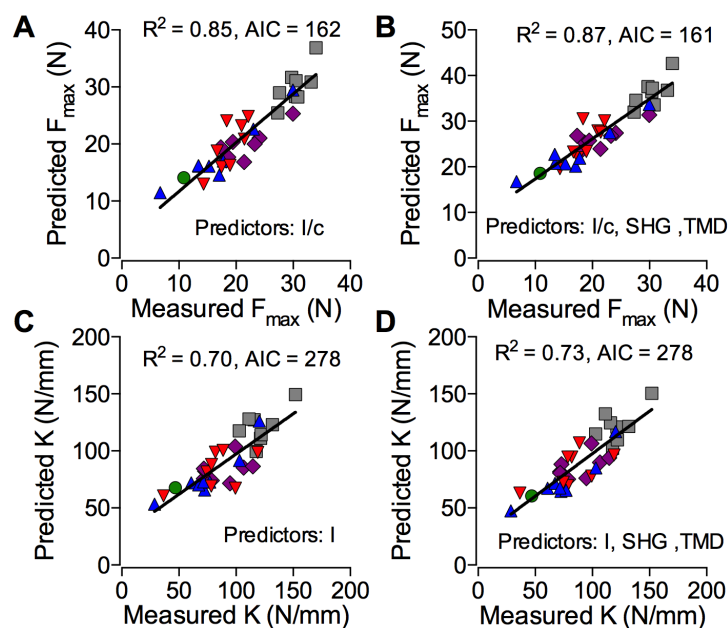 A
R² = 0.85, AIC = 162
Predicted Fmax (N)
40
30
20
10
0
Predictors: I/c
0 10 20 30 40
Measured Fmax (N)
B
R² = 0.87, AIC = 161
Predicted Fmax (N)
50
40
30
20
10
0
Predictors: I/c, SHG ,TMD
0 10 20 30 40
Measured Fmax (N)
C
R² = 0.70, AIC = 278
Predicted K (N/mm)
200
150
100
50
0
Predictors: I
0 50 100 150 200
Measured K (N/mm)
D
R² = 0.73, AIC = 278
Predicted K (N/mm)
200
150
100
50
0
Predictors: I, SHG ,TMD
0 50 100 150 200
Measured K (N/mm)